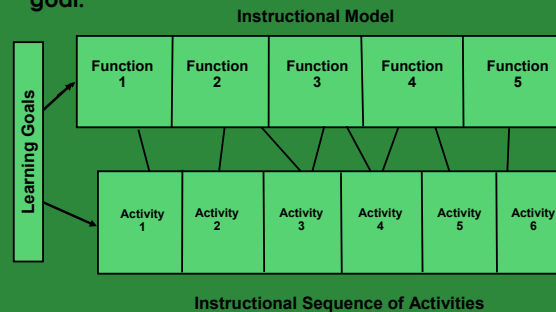 goal.
Instructional Model
Learning Goals
Function
1
Function
2
Function
3
Function
4
Function
5
Activity
1
Activity
2
Activity
3
Activity
4
Activity
5
Activity
6
Instructional Sequence of Activities